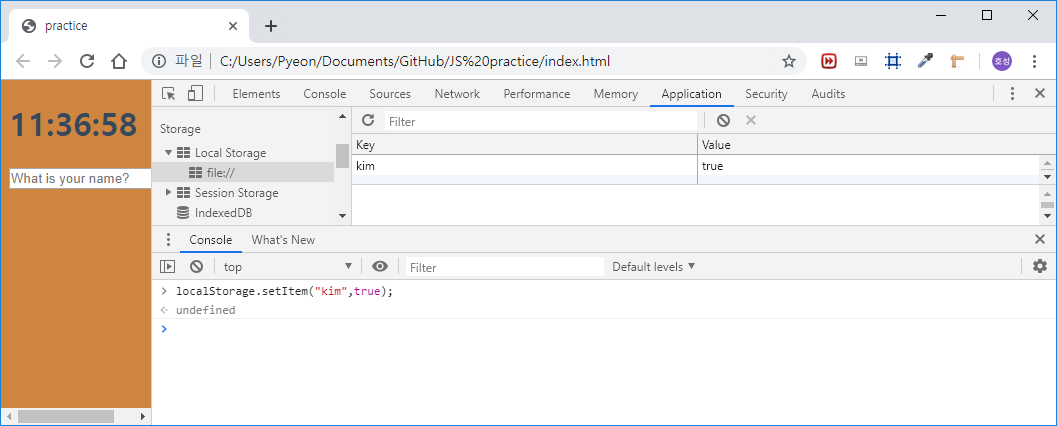 practice
파일 C:/Users/Pyeon/Documents/GitHub/JS%20practice/index.html 호성
11:36:58
What is your name?
Elements Console Sources Network Performance Memory Application Security Audits
Storage
Local Storage
file://
Session Storage
IndexedDB
Filter
Key Value
kim true
Console What's New
top Filter Default levels
localStorage.setItem("kim",true);
undefined